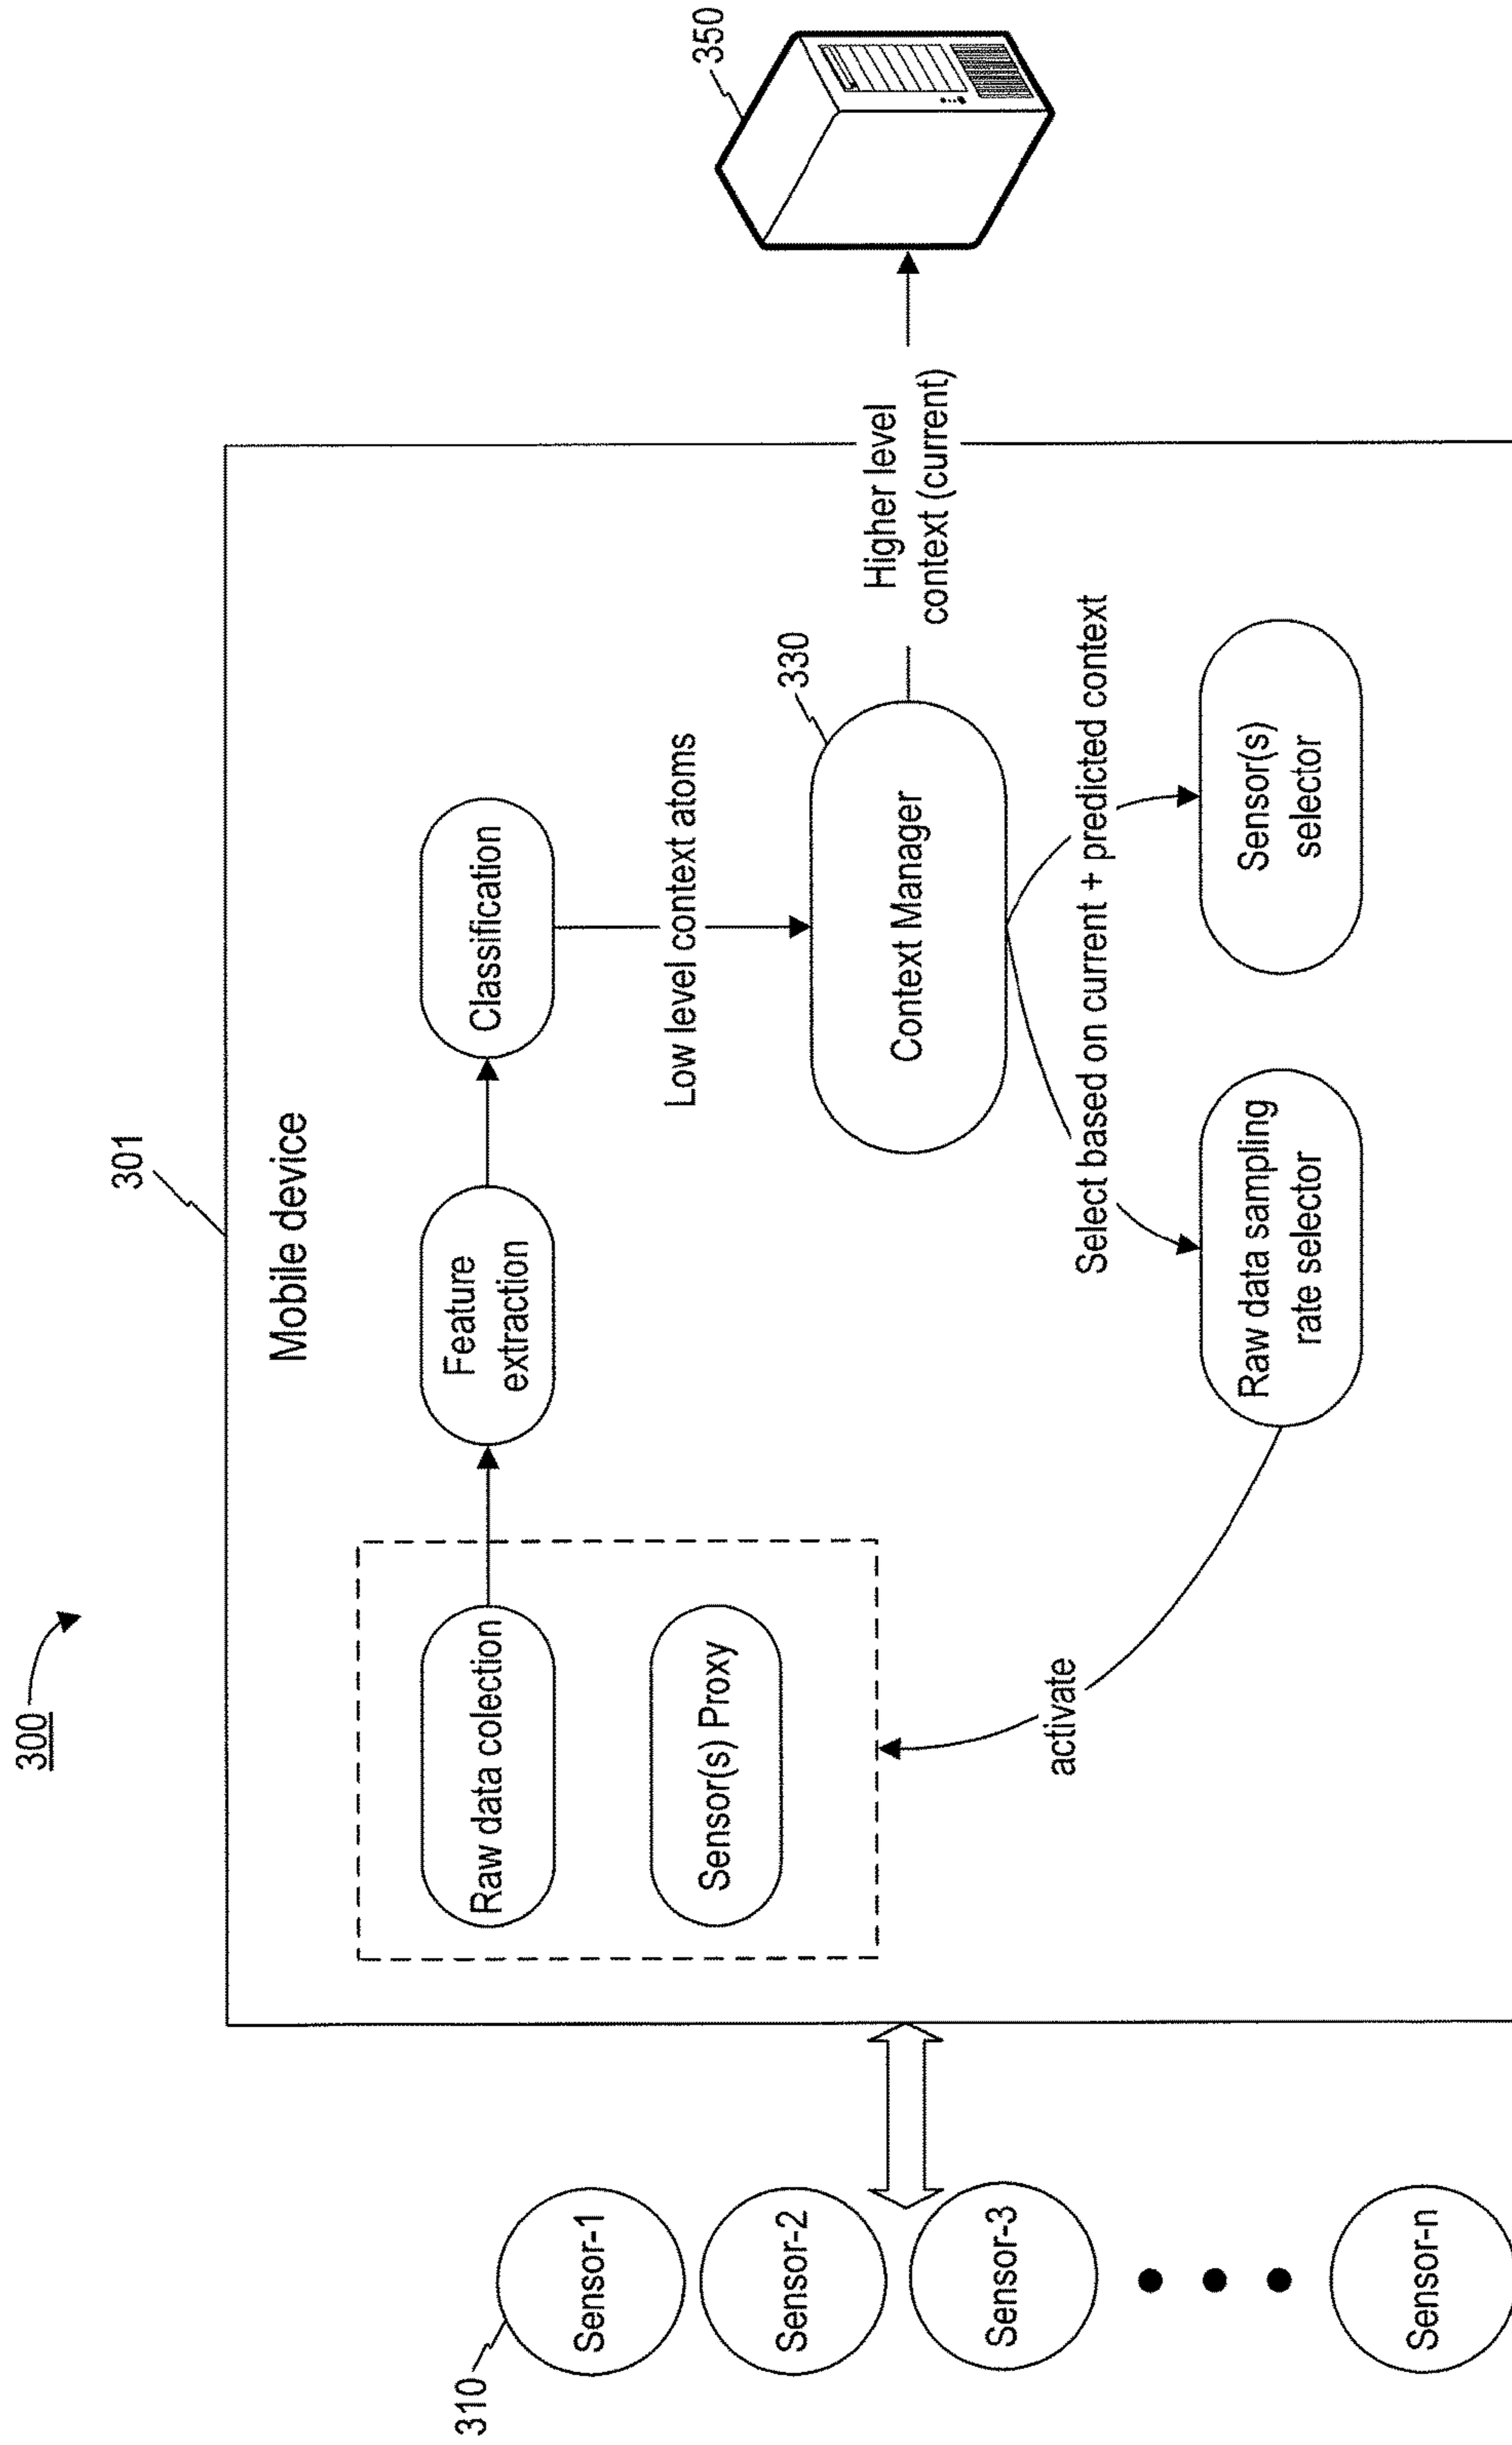 300
301
Mobile device
310
Sensor-1
Sensor-2
Sensor-3
Sensor-n
Raw data colection
Sensor(s) Proxy
Feature
extraction
Classification
Low level context atoms
330
Context Manager
Higher level
context (current)
350
Select based on current + predicted context
Raw data sampling
rate selector
Sensor(s)
selector
activate